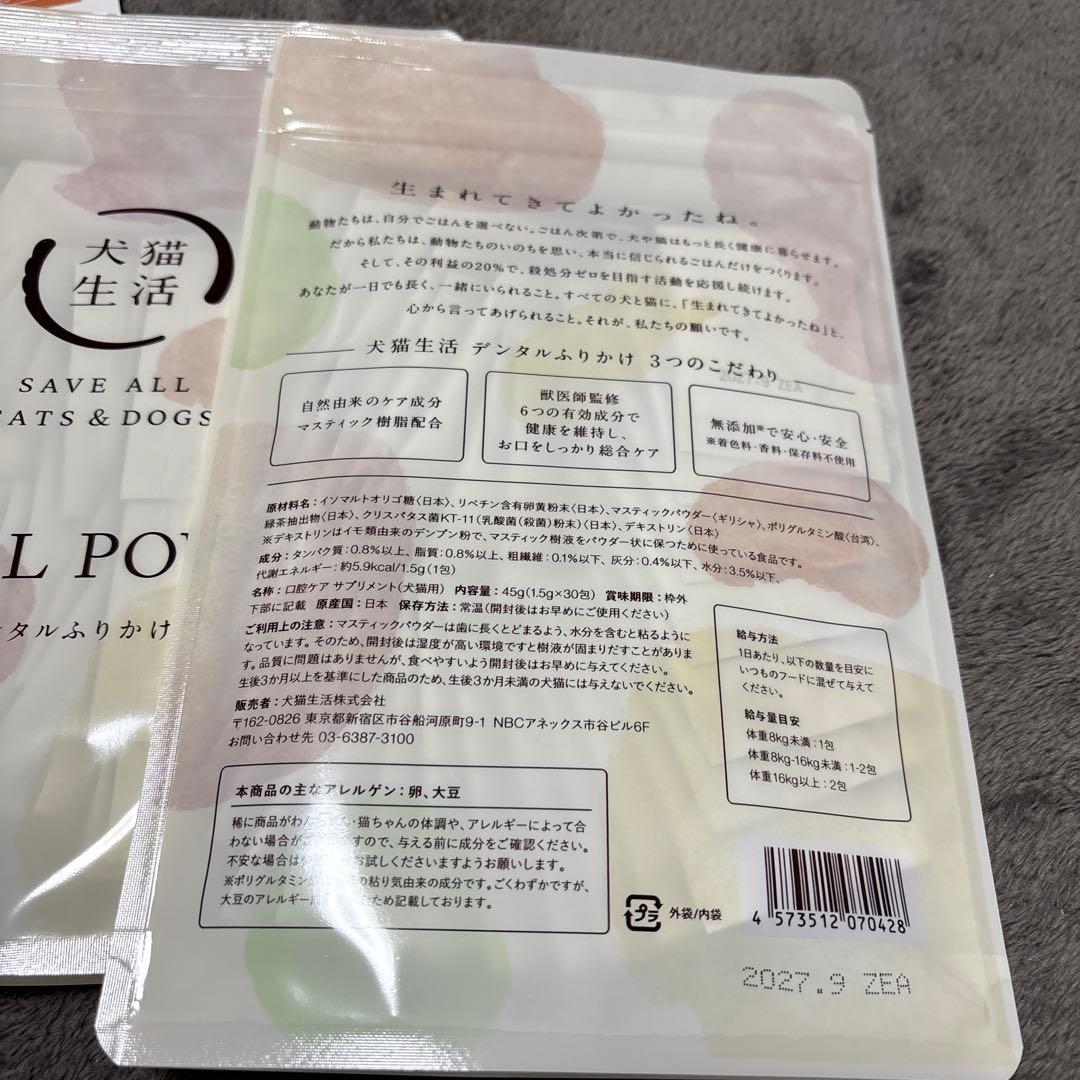 犬猫
生活
SAVE ALL
CATS & DOGS
L PO
タルふりかけ
生まれてきてよかったね。
動物たちは、自分でごはんを選べない。ごはん次第で、犬や猫はもっと長く健康に暮らせます。
だから私たちは、動物たちのいのちを思い、本当に信じられるごはんだけをつくります。
そして、その利益の20%で、殺処分ゼロを目指す活動を応援し続けます。
あなたが一日でも長く、一緒にいられること。すべての犬と猫に、「生まれてきてよかったね」と、
心から言ってあげられること。それが、私たちの願いです。
犬猫生活 デンタルふりかけ 3つのこだわり
2027.9 ZEA
自然由来のケア成分
マスティック樹脂配合
獣医師監修
6つの有効成分で
健康を維持し、
お口をしっかり総合ケア
無添加※で安心・安全
※着色料・香料・保存料不使用
原材料名：イソマルトオリゴ糖〈日本〉、リベチン含有卵黄粉末〈日本〉、マスティックパウダー〈ギリシャ〉、ポリグルタミン酸〈台湾〉、
緑茶抽出物〈日本〉、クリスパタス菌KT-11（乳酸菌（殺菌）粉末）〈日本〉、デキストリン〈日本〉
※デキストリンはイモ類由来のデンプン粉で、マスティック樹液をパウダー状に保つために使っている食品です。
成分：タンパク質：0.8%以上、脂質：0.8%以上、粗繊維：0.1%以下、灰分：0.4%以下、水分：3.5%以下、
代謝エネルギー：約5.9kcal/1.5g（1包）
名称：口腔ケア サプリメント（犬猫用） 内容量：45g（1.5g×30包） 賞味期限：枠外
下部に記載 原産国：日本 保存方法：常温（開封後はお早めにご使用ください）
ご利用上の注意：マスティックパウダーは歯に長くとどまるよう、水分を含むと粘るように
なっています。そのため、開封後は湿度が高い環境ですと樹液が固まりだすことがありま
す。品質に問題はありませんが、食べやすいよう開封後はお早めに与えてください。
生後3か月以上を基準にした商品のため、生後3か月未満の犬猫には与えないでください。
販売者：犬猫生活株式会社
〒162-0826 東京都新宿区市谷船河原町9-1 NBCアネックス市谷ビル6F
お問い合わせ先 03-6387-3100
給与方法
1日あたり、以下の数量を目安に
いつものフードに混ぜて与えて
ください。
給与量目安
体重8kg未満：1包
体重8kg-16kg未満：1-2包
体重16kg以上：2包
本商品の主なアレルゲン：卵、大豆
稀に商品がわん 猫ちゃんの体調や、アレルギーによって合
わない場合が すので、与える前に成分をご確認ください。
不安な場合は お試しくださいますようお願いします。
※ポリグルタミン の粘り気由来の成分です。ごくわずかですが、
大豆のアレルギー ため記載しております。
プラ
外袋/内袋
4 573512 070428
2027.9 ZEA